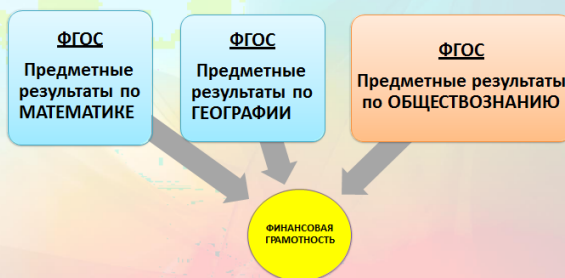 ФГОС
Предметные
результаты по
МАТЕМАТИКЕ
ФГОС
Предметные
результаты по
ГЕОГРАФИИ
ФГОС
Предметные результаты
по ОБЩЕСТВОЗНАНИЮ
ФИНАНСОВАЯ
ГРАМОТНОСТЬ